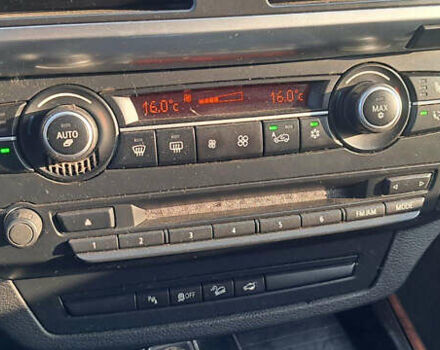 16.0°c 16.0°c
AUTO
MAX
A
1 2 3 4 5 6 FM/AM MODE
OFF